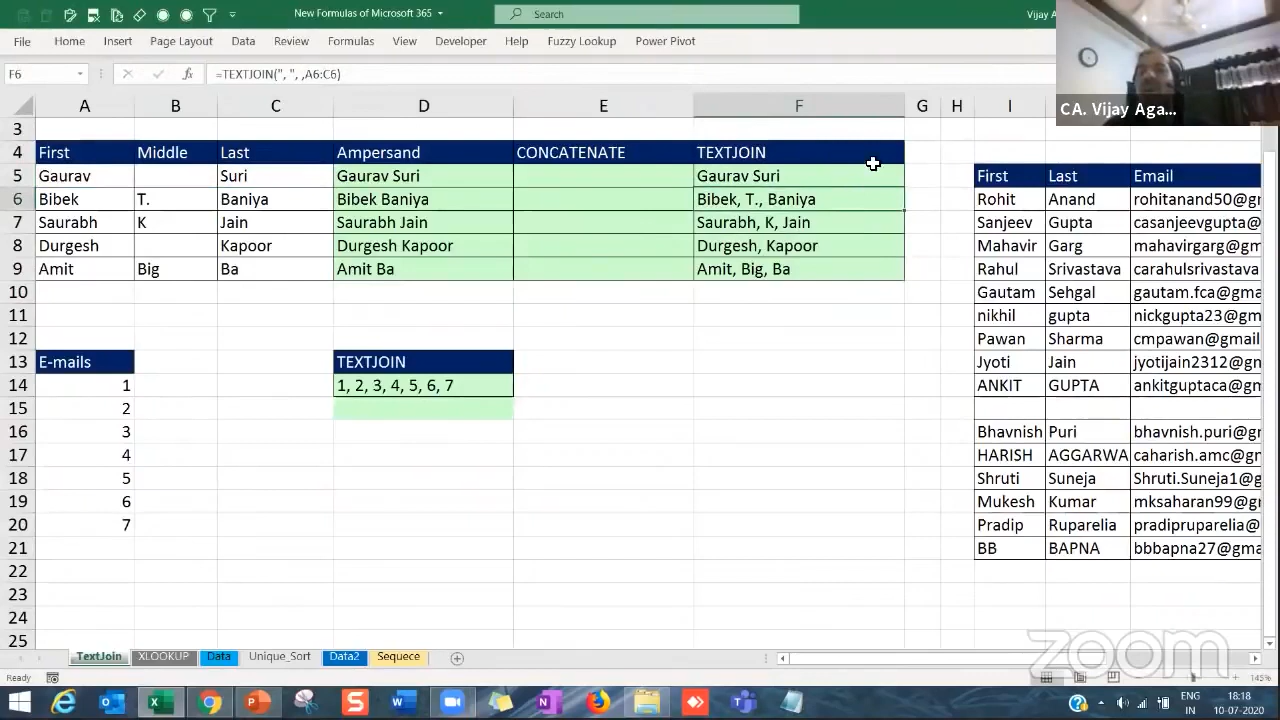 New Formulas of Microsoft 365
Search
Vijay A
File Home Insert Page Layout Data Review Formulas View Developer Help Fuzzy Lookup Power Pivot
F6 fx =TEXTJOIN(", ", ,A6:C6)
CA. Vijay Aga...
A B C D E F G H I
3
4 First Middle Last Ampersand CONCATENATE TEXTJOIN
5 Gaurav Suri Gaurav Suri Gaurav Suri First Last Email
6 Bibek T. Baniya Bibek Baniya Bibek, T., Baniya Rohit Anand rohitanand50@gr
7 Saurabh K Jain Saurabh Jain Saurabh, K, Jain Sanjeev Gupta casanjeevgupta@
8 Durgesh Kapoor Durgesh Kapoor Durgesh, Kapoor Mahavir Garg mahavirgarg@gm
9 Amit Big Ba Amit Ba Amit, Big, Ba Rahul Srivastava carahulsrivastava
10 Gautam Sehgal gautam.fca@gma
11 nikhil gupta nickgupta23@gm
12 Pawan Sharma cmpawan@gmail
13 E-mails TEXTJOIN Jyoti Jain jyotijain2312@gm
14 1 1, 2, 3, 4, 5, 6, 7 ANKIT GUPTA ankitguptaca@gm
15 2
16 3 Bhavnish Puri bhavnish.puri@gr
17 4 HARISH AGGARWA caharish.amc@gm
18 5 Shruti Suneja Shruti.Suneja1@g
19 6 Mukesh Kumar mksaharan99@gr
20 7 Pradip Ruparelia pradipruparelia@
21 BB BAPNA bbbapna27@gma
22
23
24
25
TextJoin XLOOKUP Data Unique_Sort Data2 Sequece
zoom
Ready 145%
ENG 18:18
IN 10-07-2020